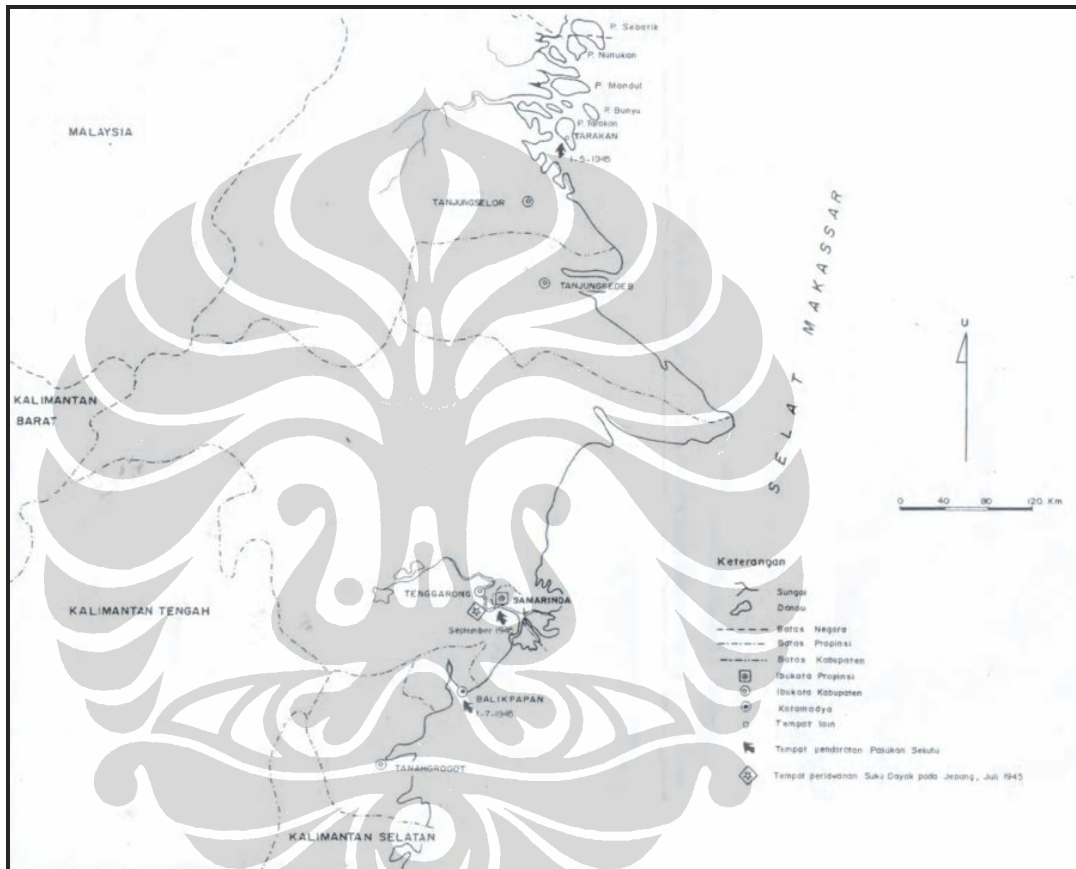 P. Sebatik
P. Nunukan
P. Mandul
P. Bunyu
P. Tarakan
TARAKAN
1-5-1945
MALAYSIA
TANJUNGSELOR
TANJUNGREDEB
SELAT MAKASSAR
U
KALIMANTAN
BARAT
0 40 80 120 Km
TENGGARONG
SAMARINDA
September 1945
KALIMANTAN TENGAH
BALIKPAPAN
1-7-1945
TANAHGROGOT
KALIMANTAN SELATAN
Keterangan
Sungai
Danau
Batas Negara
Batas Propinsi
Batas Kabupaten
Ibukota Propinsi
Ibukota Kabupaten
Kotamadya
Tempat lain
Tempat pendaratan Pasukan Sekutu
Tempat perlawanan Suku Dayak pada Jepang, Juli 1945